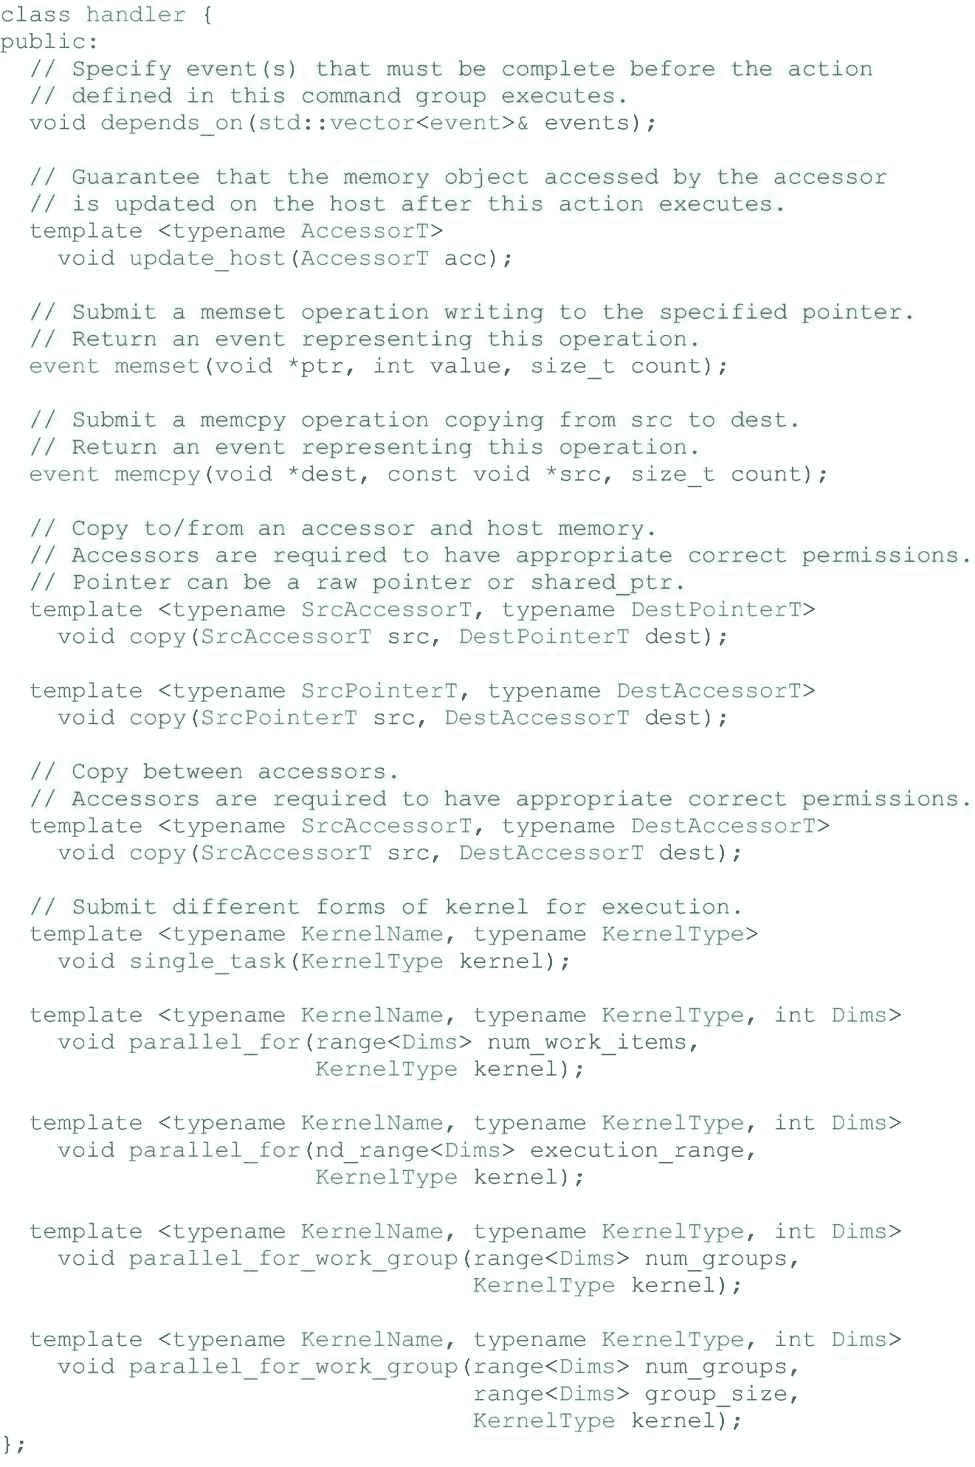 class handler {
public:
  // Specify event(s) that must be complete before the action
  // defined in this command group executes.
  void depends_on(std::vector<event>& events);

  // Guarantee that the memory object accessed by the accessor
  // is updated on the host after this action executes.
  template <typename AccessorT>
    void update_host(AccessorT acc);

  // Submit a memset operation writing to the specified pointer.
  // Return an event representing this operation.
  event memset(void *ptr, int value, size_t count);

  // Submit a memcpy operation copying from src to dest.
  // Return an event representing this operation.
  event memcpy(void *dest, const void *src, size_t count);

  // Copy to/from an accessor and host memory.
  // Accessors are required to have appropriate correct permissions.
  // Pointer can be a raw pointer or shared_ptr.
  template <typename SrcAccessorT, typename DestPointerT>
    void copy(SrcAccessorT src, DestPointerT dest);

  template <typename SrcPointerT, typename DestAccessorT>
    void copy(SrcPointerT src, DestAccessorT dest);

  // Copy between accessors.
  // Accessors are required to have appropriate correct permissions.
  template <typename SrcAccessorT, typename DestAccessorT>
    void copy(SrcAccessorT src, DestAccessorT dest);

  // Submit different forms of kernel for execution.
  template <typename KernelName, typename KernelType>
    void single_task(KernelType kernel);

  template <typename KernelName, typename KernelType, int Dims>
    void parallel_for(range<Dims> num_work_items,
                      KernelType kernel);

  template <typename KernelName, typename KernelType, int Dims>
    void parallel_for(nd_range<Dims> execution_range,
                      KernelType kernel);

  template <typename KernelName, typename KernelType, int Dims>
    void parallel_for_work_group(range<Dims> num_groups,
                                 KernelType kernel);

  template <typename KernelName, typename KernelType, int Dims>
    void parallel_for_work_group(range<Dims> num_groups,
                                 range<Dims> group_size,
                                 KernelType kernel);
};